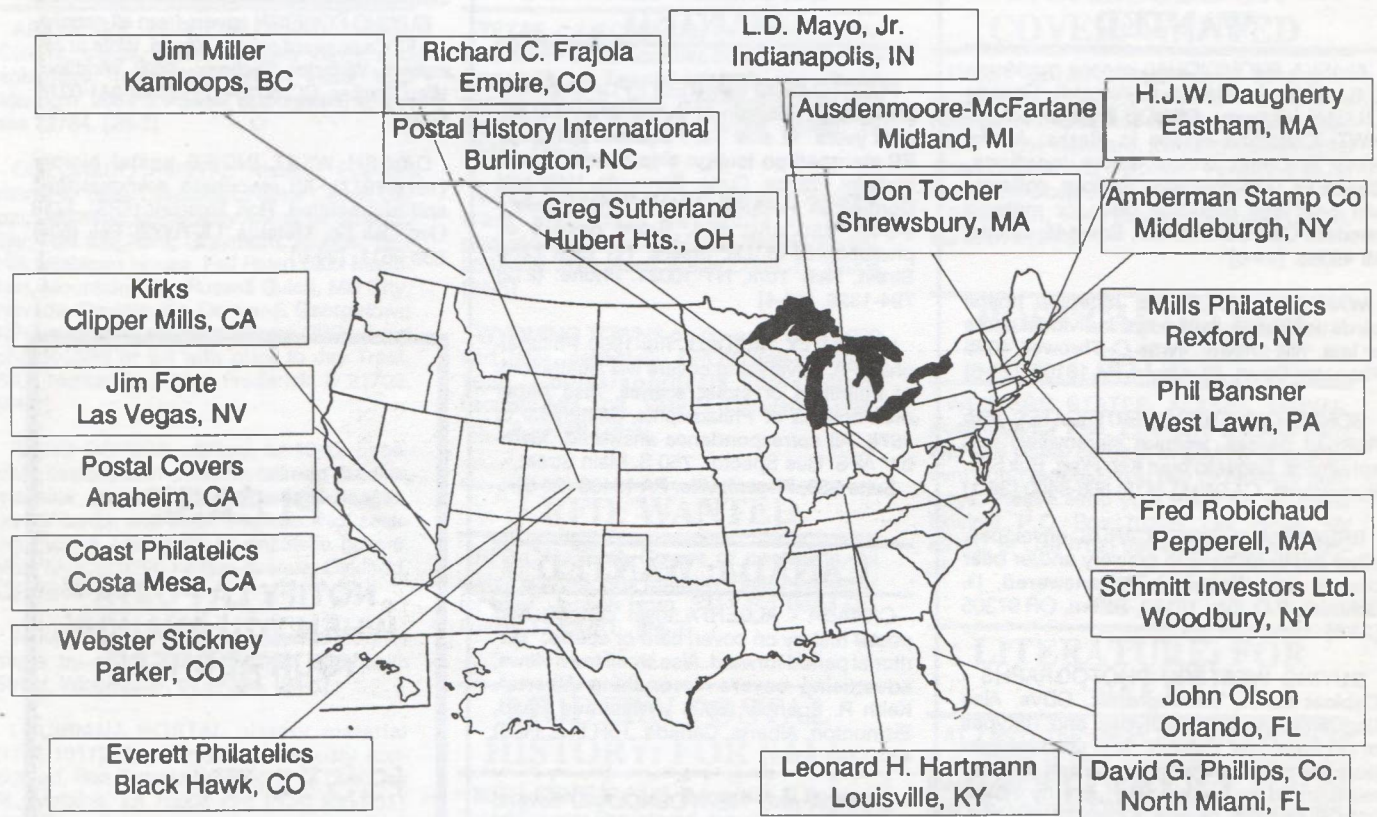 Jim Miller
Kamloops, BC
Richard C. Frajola
Empire, CO
L.D. Mayo, Jr.
Indianapolis, IN
Postal History International
Burlington, NC
Ausdenmoore-McFarlane
Midland, MI
H.J.W. Daugherty
Eastham, MA
Greg Sutherland
Hubert Hts., OH
Don Tocher
Shrewsbury, MA
Amberman Stamp Co
Middleburgh, NY
Kirks
Clipper Mills, CA
Mills Philatelics
Rexford, NY
Jim Forte
Las Vegas, NV
Phil Bansner
West Lawn, PA
Postal Covers
Anaheim, CA
Fred Robichaud
Pepperell, MA
Coast Philatelics
Costa Mesa, CA
Schmitt Investors Ltd.
Woodbury, NY
Webster Stickney
Parker, CO
John Olson
Orlando, FL
Everett Philatelics
Black Hawk, CO
Leonard H. Hartmann
Louisville, KY
David G. Phillips, Co.
North Miami, FL